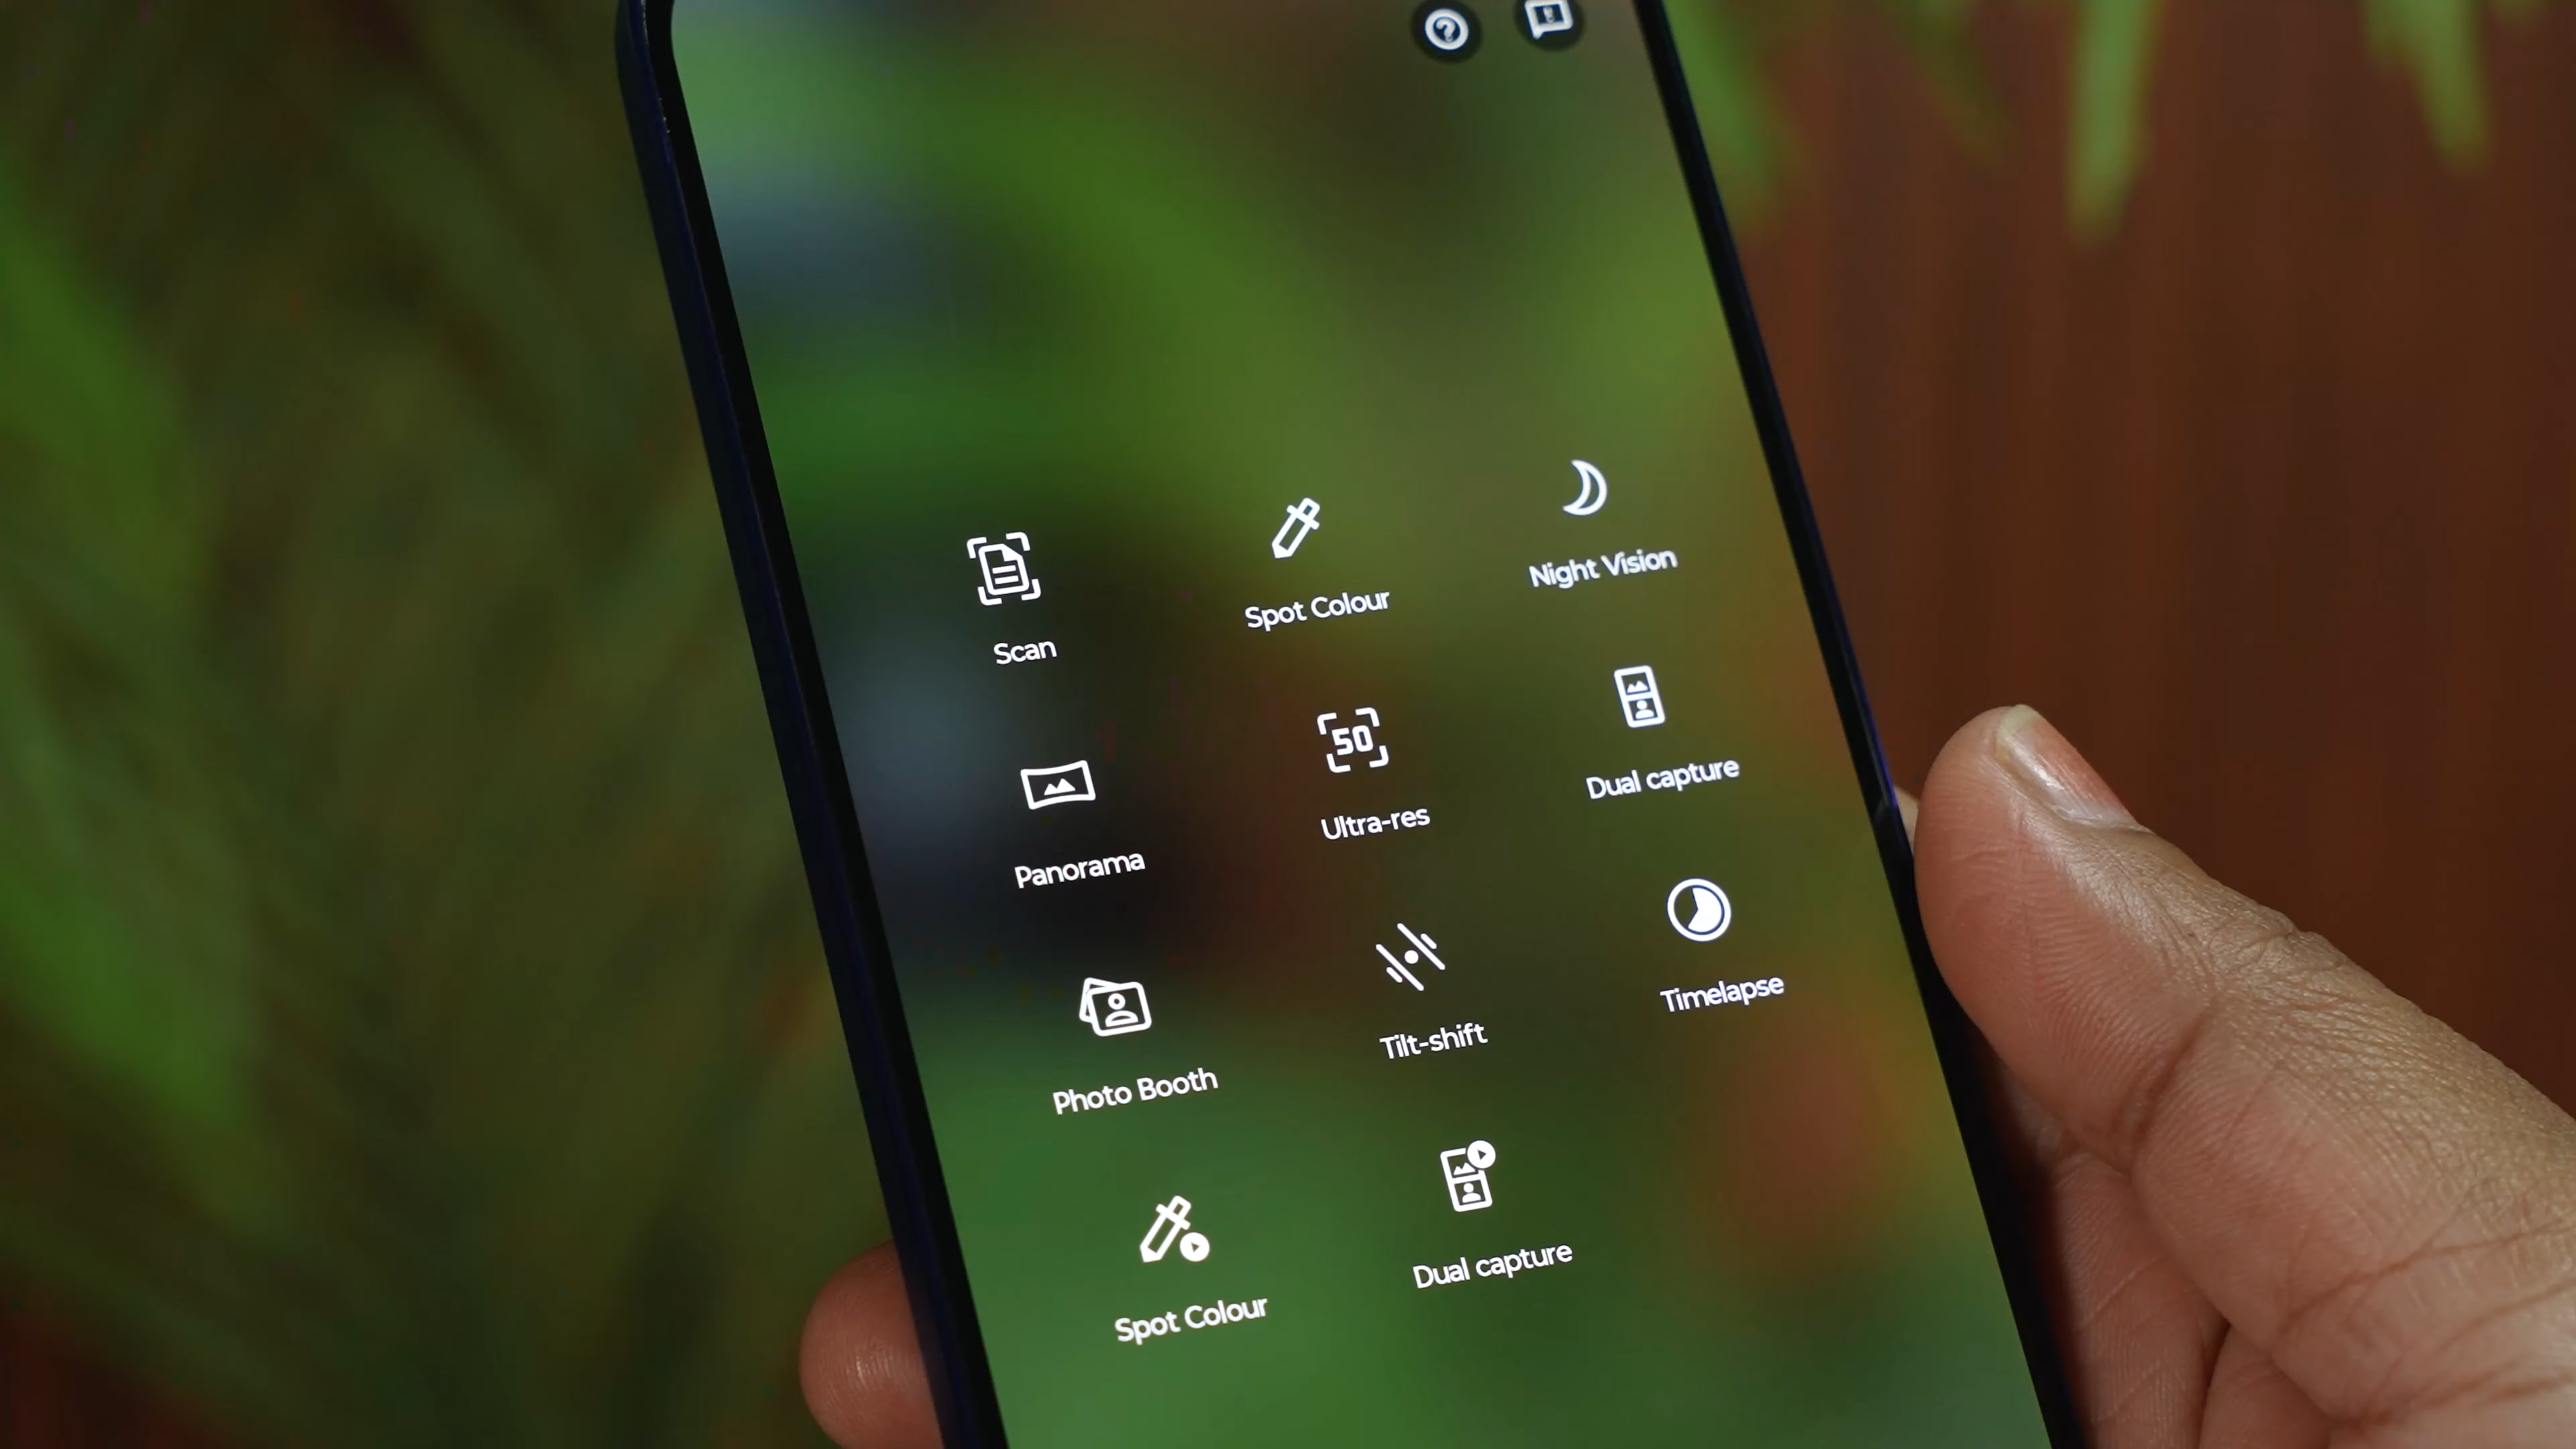 Scan
Spot Colour
Night Vision
Panorama
50
Ultra-res
Dual capture
Photo Booth
Tilt-shift
Timelapse
Spot Colour
Dual capture